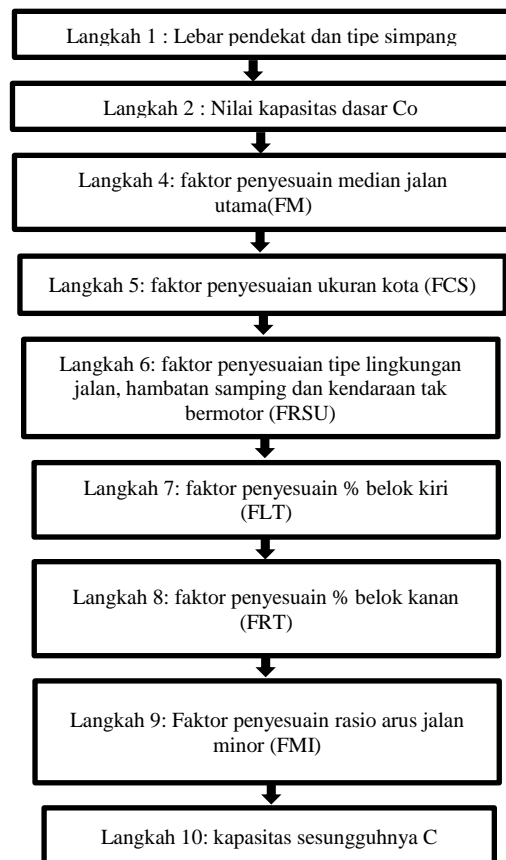 Langkah 1 : Lebar pendekat dan tipe simpang
Langkah 2 : Nilai kapasitas dasar Co
Langkah 4: faktor penyesuain median jalan
utama(FM)
Langkah 5: faktor penyesuaian ukuran kota (FCS)
Langkah 6: faktor penyesuaian tipe lingkungan
jalan, hambatan samping dan kendaraan tak
bermotor (FRSU)
Langkah 7: faktor penyesuain % belok kiri
(FLT)
Langkah 8: faktor penyesuain % belok kanan
(FRT)
Langkah 9: Faktor penyesuain rasio arus jalan
minor (FMI)
Langkah 10: kapasitas sesungguhnya C